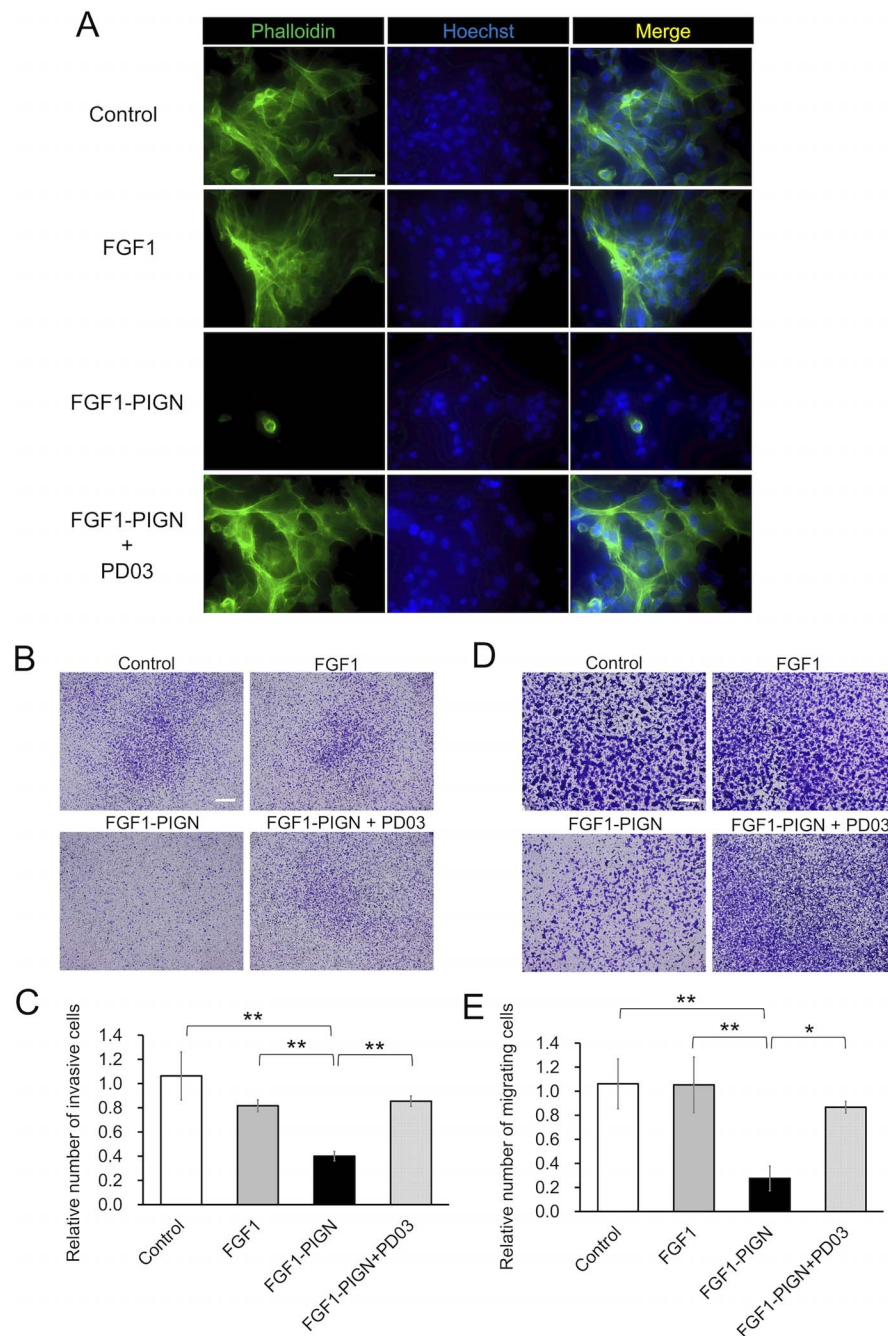 A
Phalloidin Hoechst Merge
Control
FGF1
FGF1-PIGN
FGF1-PIGN
+
PD03
B
Control FGF1
FGF1-PIGN FGF1-PIGN + PD03
D
Control FGF1
FGF1-PIGN FGF1-PIGN + PD03
C
Relative number of invasive cells
1.4
1.2
1.0
0.8
0.6
0.4
0.2
0.0
**
** **
Control
FGF1
FGF1-PIGN
FGF1-PIGN+PD03
E
Relative number of migrating cells
1.4
1.2
1.0
0.8
0.6
0.4
0.2
0.0
**
** *
Control
FGF1
FGF1-PIGN
FGF1-PIGN+PD03